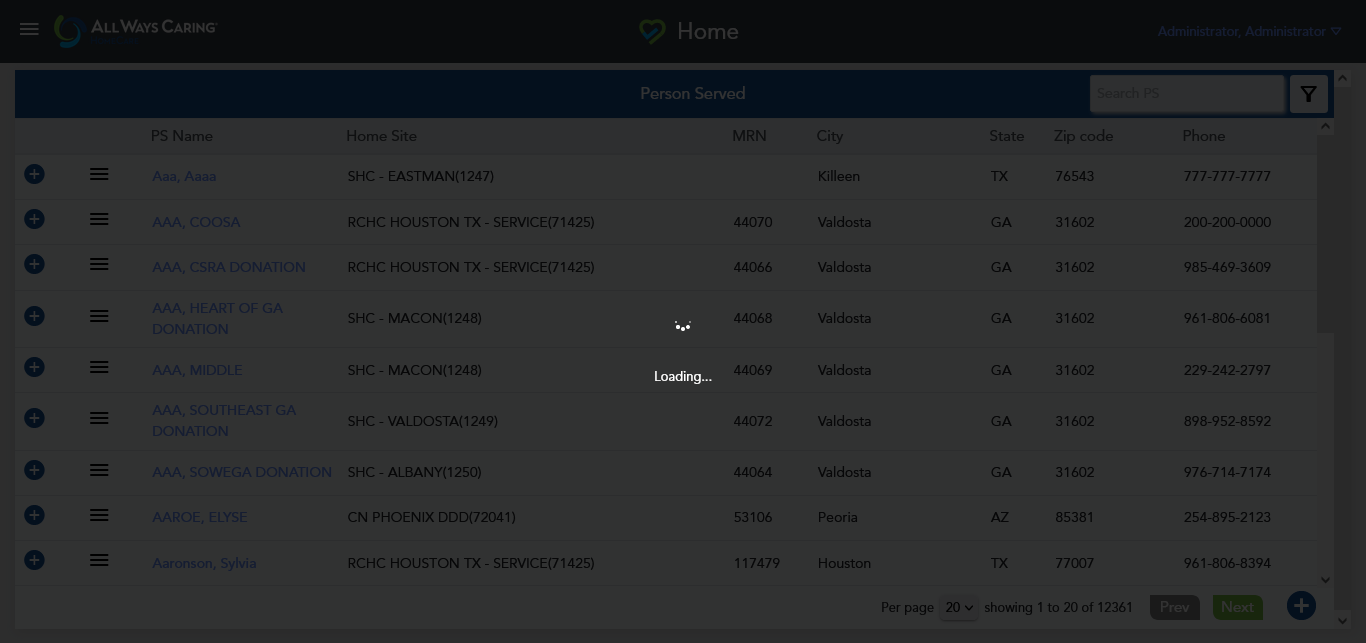 ALLWAYS CARING
Home
Administrator, Administrator
Person Served
Search PS
PS Name Home Site MRN City State Zip code Phone
Aaa, Aaaa SHC - EASTMAN(1247) Killeen TX 76543 777-777-7777
AAA, COOSA RCHC HOUSTON TX - SERVICE(71425) 44070 Valdosta GA 31602 200-200-0000
AAA, CSRA DONATION RCHC HOUSTON TX - SERVICE(71425) 44066 Valdosta GA 31602 985-469-3609
AAA, HEART OF GA
DONATION SHC - MACON(1248) 44068 Valdosta GA 31602 961-806-6081
AAA, MIDDLE SHC - MACON(1248) 44069 Valdosta GA 31602 229-242-2797
AAA, SOUTHEAST GA
DONATION SHC - VALDOSTA(1249) 44072 Valdosta GA 31602 898-952-8592
AAA, SOWEGA DONATION SHC - ALBANY(1250) 44064 Valdosta GA 31602 976-714-7174
AAROE, ELYSE CN PHOENIX DDD(72041) 53106 Peoria AZ 85381 254-895-2123
Aaronson, Sylvia RCHC HOUSTON TX - SERVICE(71425) 117479 Houston TX 77007 961-806-8394
Loading...
Per page 20 showing 1 to 20 of 12361 Prev Next